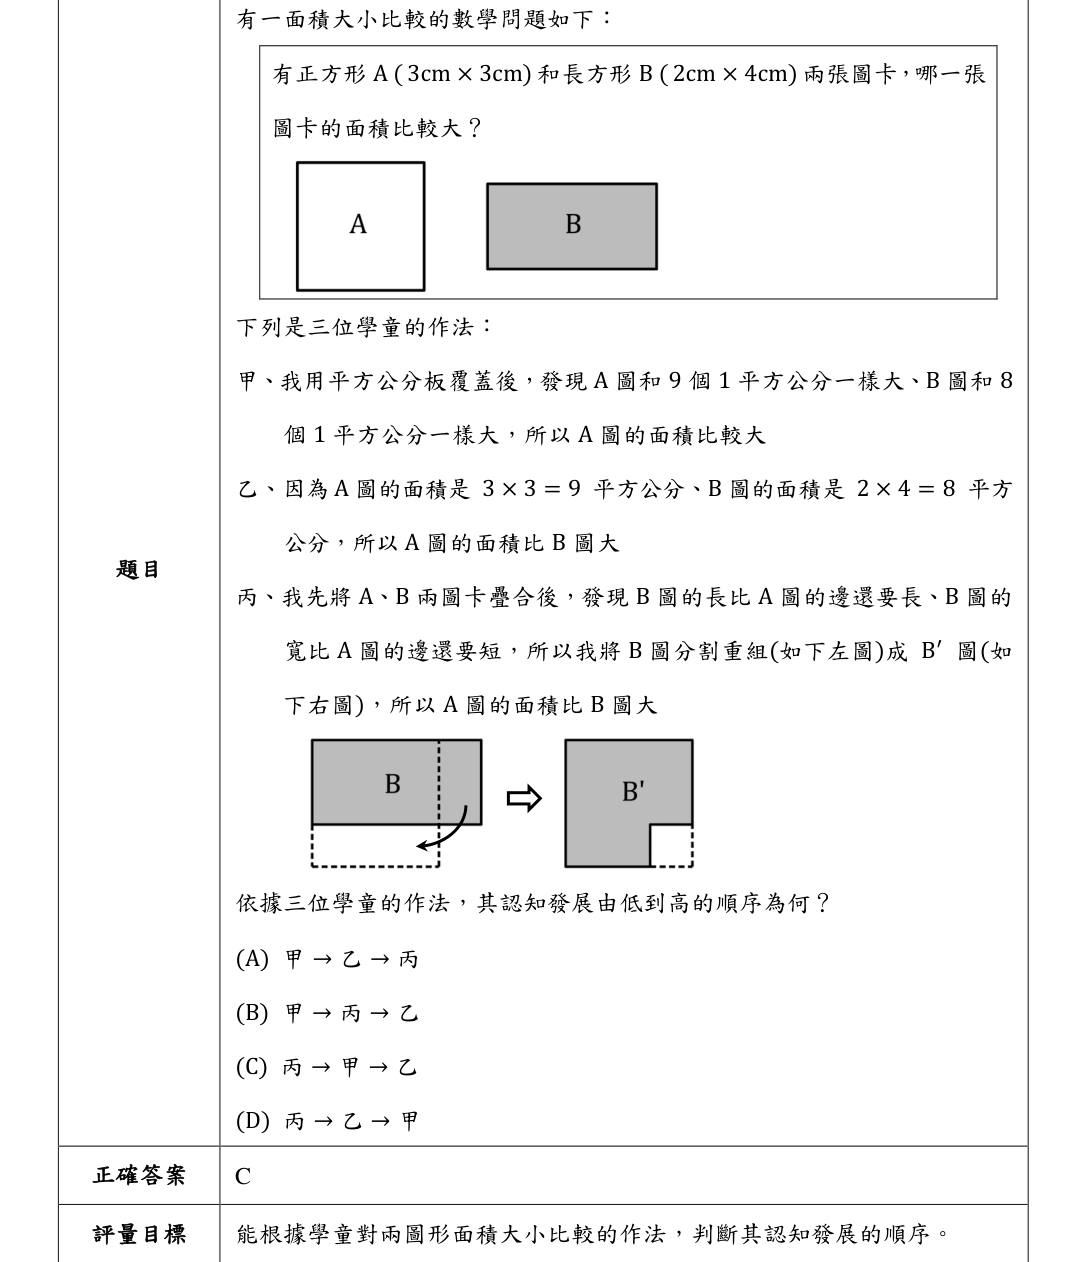 有一面積大小比較的數學問題如下：
有正方形 A ( 3cm × 3cm) 和長方形 B ( 2cm × 4cm) 兩張圖卡，哪一張
圖卡的面積比較大？
A
B
下列是三位學童的作法：
甲、我用平方公分板覆蓋後，發現 A 圖和 9 個 1 平方公分一樣大、B 圖和 8
個 1 平方公分一樣大，所以 A 圖的面積比較大
乙、因為 A 圖的面積是 3 × 3 = 9 平方公分、B 圖的面積是 2 × 4 = 8 平方
公分，所以 A 圖的面積比 B 圖大
題目
丙、我先將 A、B 兩圖卡疊合後，發現 B 圖的長比 A 圖的邊還要長、B 圖的
寬比 A 圖的邊還要短，所以我將 B 圖分割重組(如下左圖)成 B′ 圖(如
下右圖)，所以 A 圖的面積比 B 圖大
B
B'
依據三位學童的作法，其認知發展由低到高的順序為何？
(A) 甲 → 乙 → 丙
(B) 甲 → 丙 → 乙
(C) 丙 → 甲 → 乙
(D) 丙 → 乙 → 甲
正確答案
C
評量目標
能根據學童對兩圖形面積大小比較的作法，判斷其認知發展的順序。